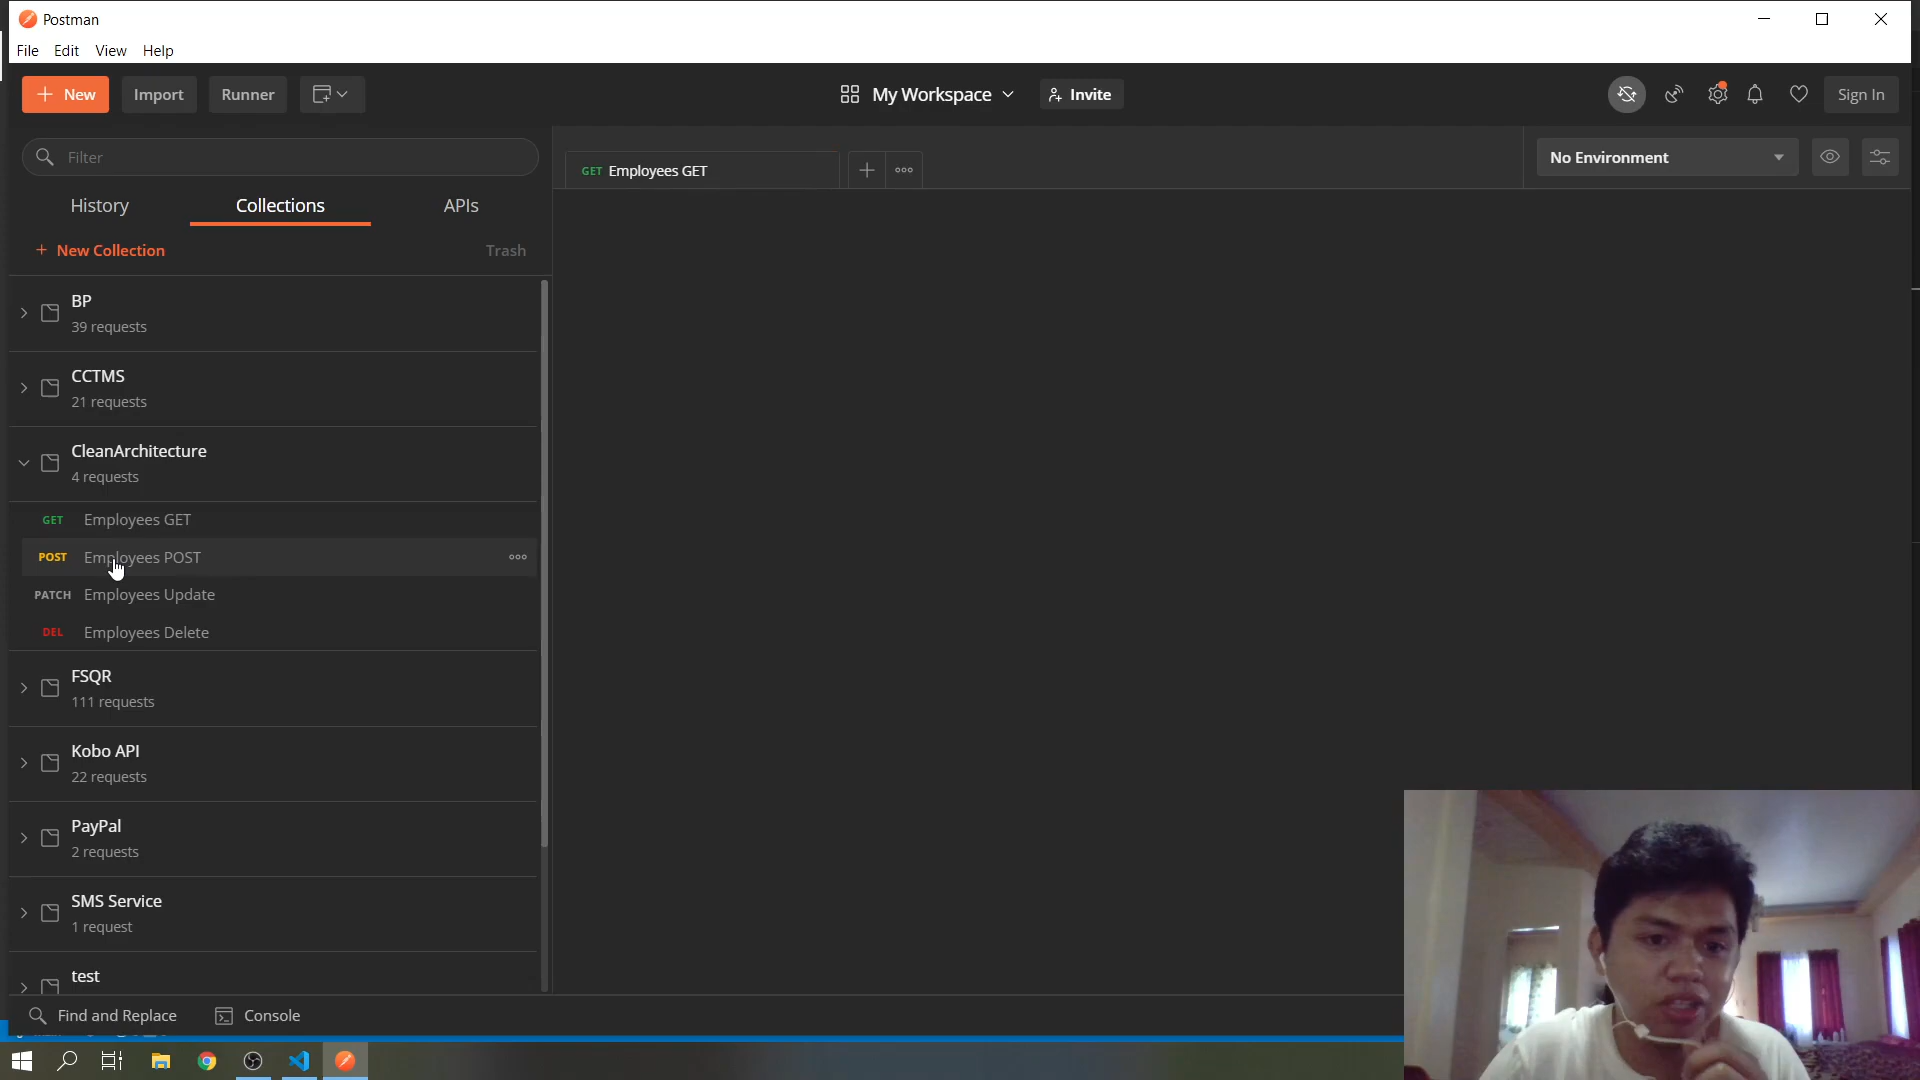 Postman
File Edit View Help
New Import Runner My Workspace Invite Sign In
Filter
GET Employees GET
No Environment
History Collections APIs
+ New Collection Trash
BP
39 requests
CCTMS
21 requests
CleanArchitecture
4 requests
GET Employees GET
POST Employees POST
PATCH Employees Update
DEL Employees Delete
FSQR
111 requests
Kobo API
22 requests
PayPal
2 requests
SMS Service
1 request
test
Find and Replace Console